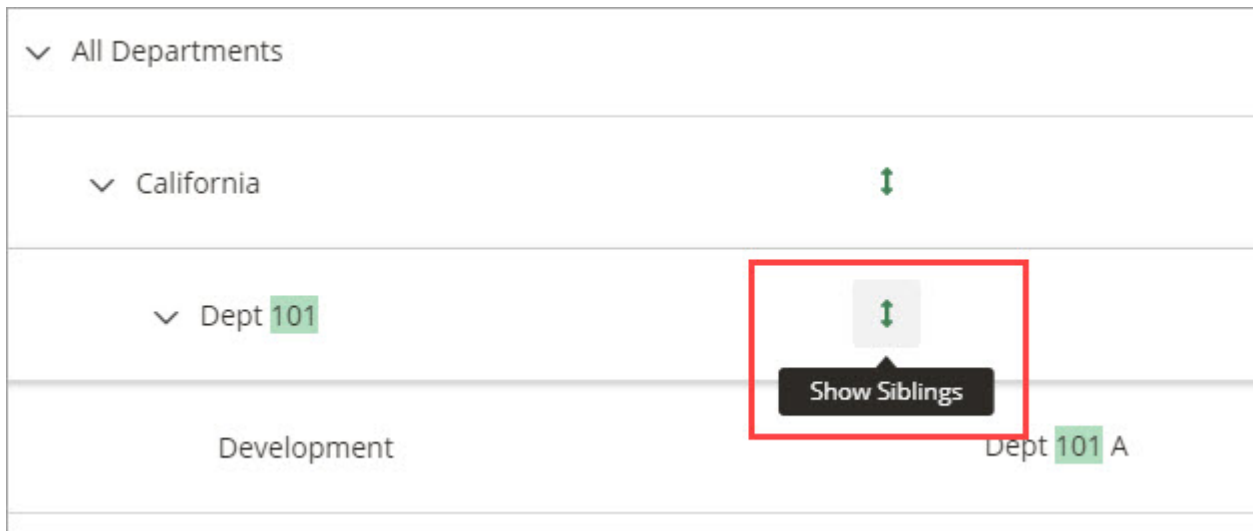 All Departments
California
Dept 101
Show Siblings
Development
Dept 101 A